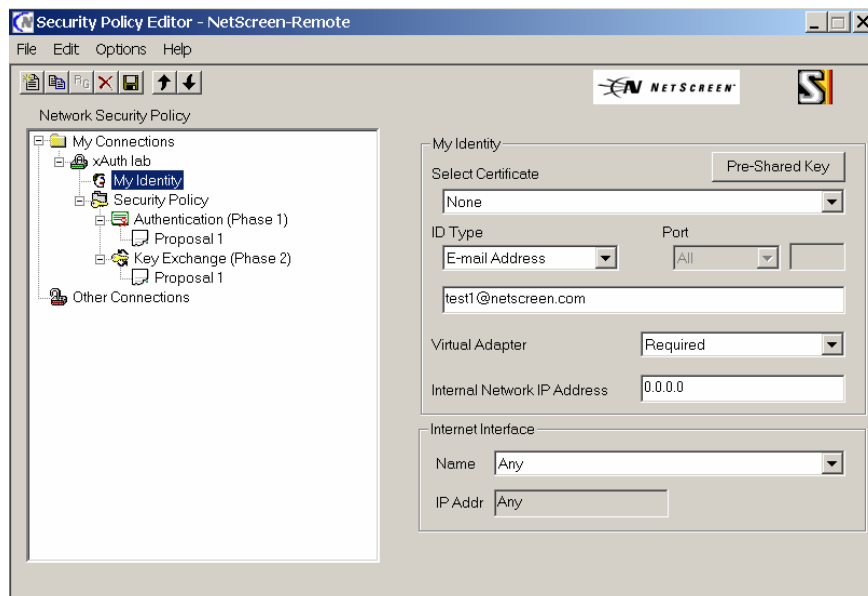 Security Policy Editor - NetScreen-Remote
File Edit Options Help
NETSCREEN
Network Security Policy
My Connections
xAuth lab
My Identity
Security Policy
Authentication (Phase 1)
Proposal 1
Key Exchange (Phase 2)
Proposal 1
Other Connections
My Identity
Select Certificate
Pre-Shared Key
None
ID Type Port
E-mail Address All
test1@netscreen.com
Virtual Adapter Required
Internal Network IP Address 0.0.0.0
Internet Interface
Name Any
IP Addr Any